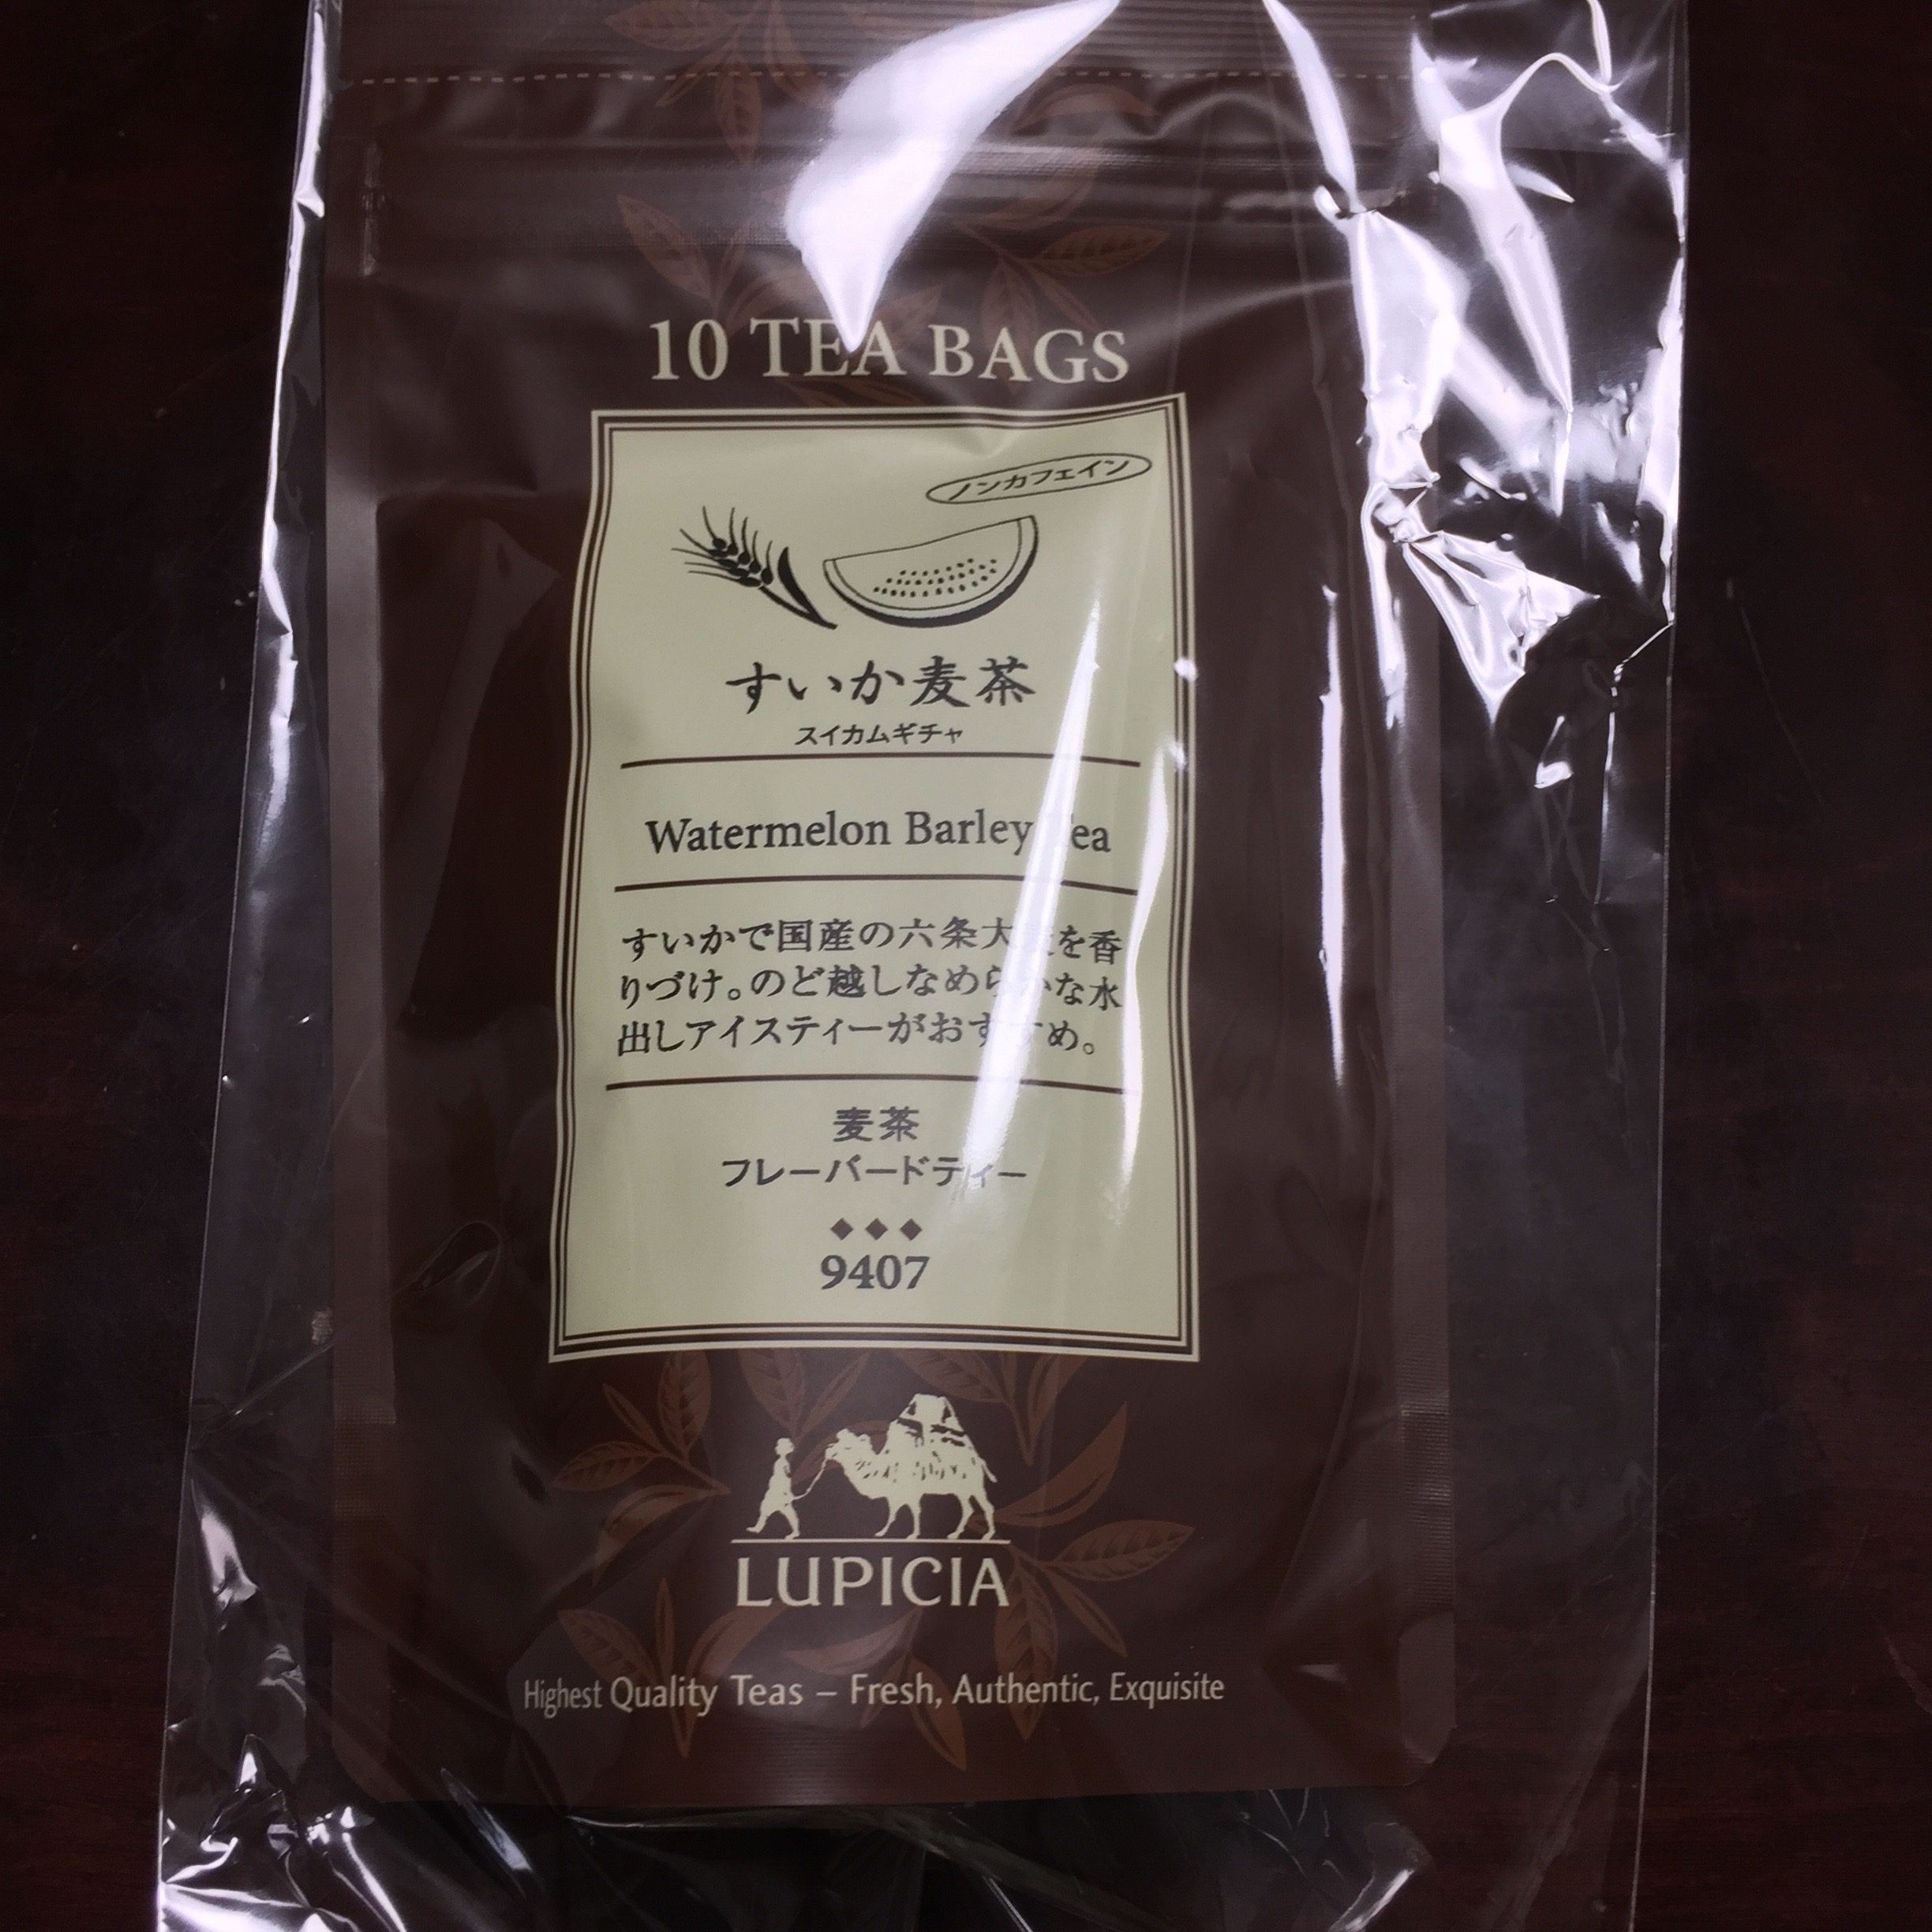 10 TEA BAGS
ノンカフェイン
すいか麦茶
スイカムギチャ
Watermelon Barley Tea
すいかで国産の六条大麦を香
りづけ。のど越しなめらかな水
出しアイスティーがおすすめ。
麦茶
フレーバードティー
◆◆◆
9407
LUPICIA
Highest Quality Teas – Fresh, Authentic, Exquisite